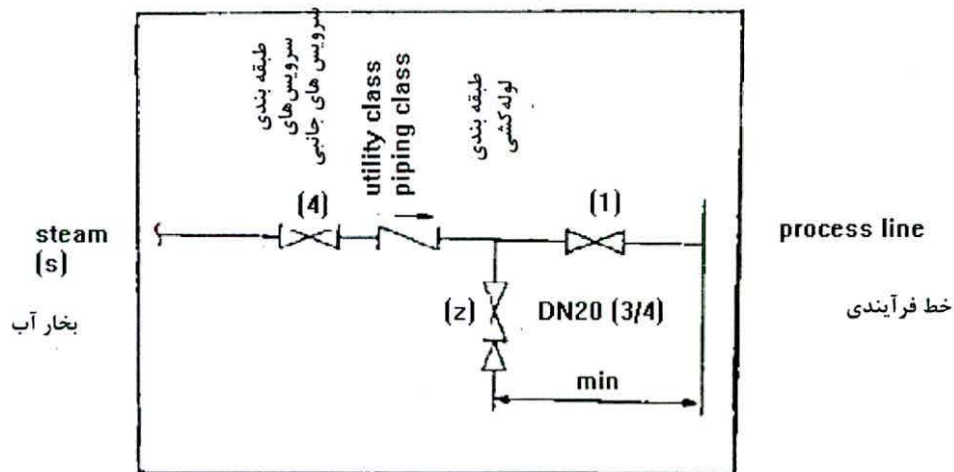 طبقه بندی
سرویس‌های
سرویس های جانبی
utility class
piping class
طبقه بندی
لوله‌کشی
(4)
(1)
steam
(s)
بخار آب
process line
خط فرآیندی
(z)
DN20 (3/4)
min